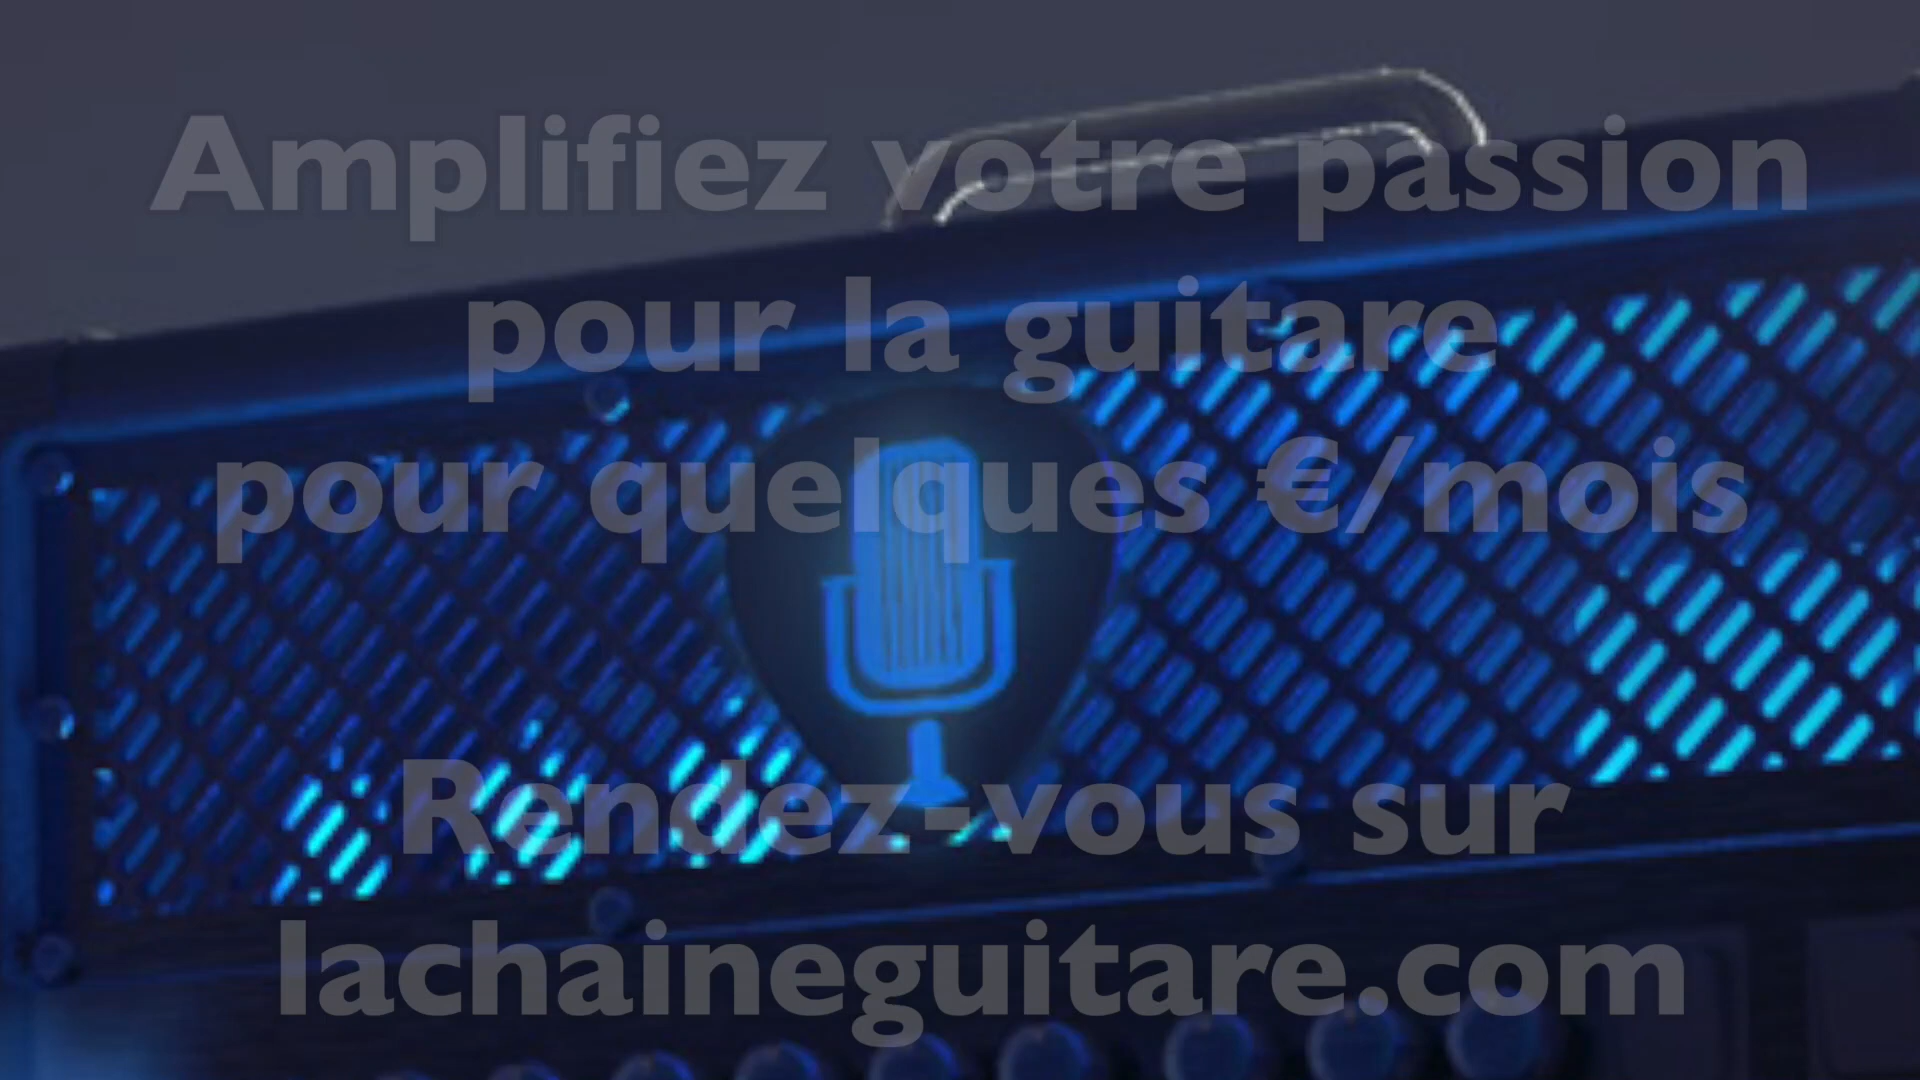 Amplifiez votre passion
pour la guitare
pour quelques €/mois
Rendez-vous sur
lachaineguitare.com